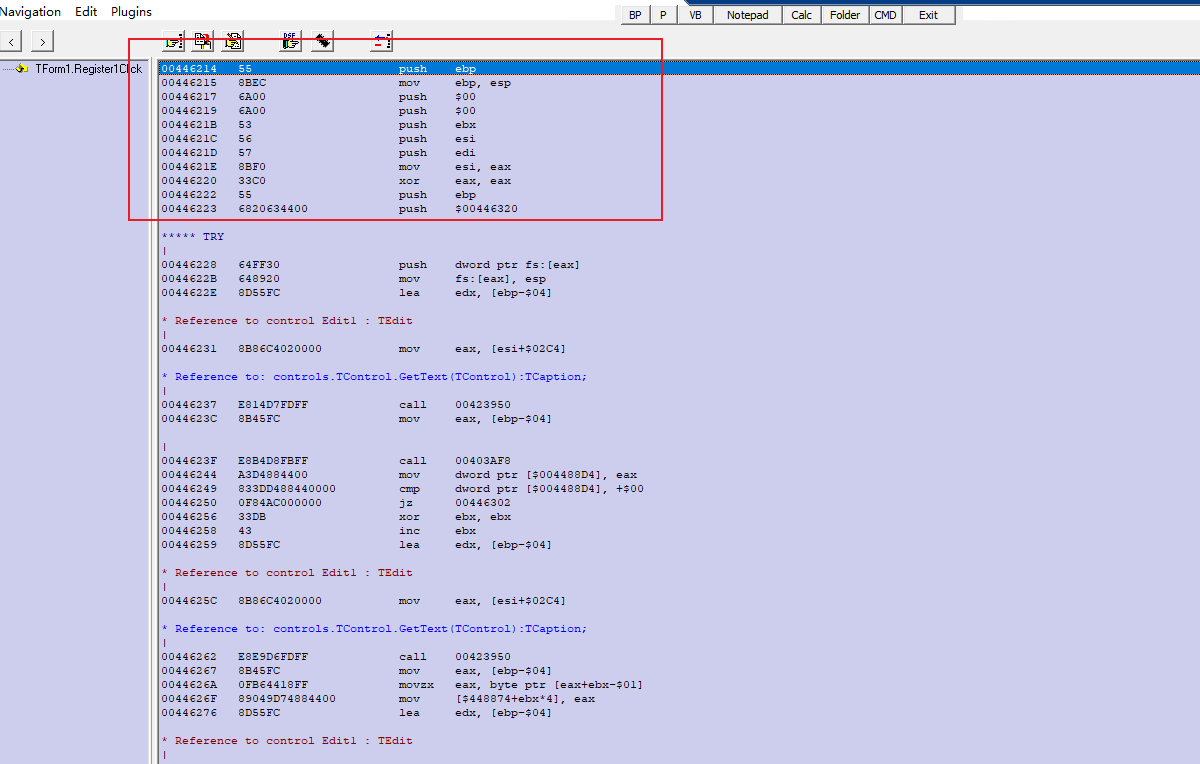 Navigation Edit Plugins
BP P VB Notepad Calc Folder CMD Exit
< >
DSF
TForm1.Register1Click
00446214 55 push ebp
00446215 8BEC mov ebp, esp
00446217 6A00 push $00
00446219 6A00 push $00
0044621B 53 push ebx
0044621C 56 push esi
0044621D 57 push edi
0044621E 8BF0 mov esi, eax
00446220 33C0 xor eax, eax
00446222 55 push ebp
00446223 6820634400 push $00446320
***** TRY
|
00446228 64FF30 push dword ptr fs:[eax]
0044622B 648920 mov fs:[eax], esp
0044622E 8D55FC lea edx, [ebp-$04]
* Reference to control Edit1 : TEdit
|
00446231 8B86C4020000 mov eax, [esi+$02C4]
* Reference to: controls.TControl.GetText(TControl):TCaption;
|
00446237 E814D7FDFF call 00423950
0044623C 8B45FC mov eax, [ebp-$04]
|
0044623F E8B4D8FBFF call 00403AF8
00446244 A3D4884400 mov dword ptr [$004488D4], eax
00446249 833DD488440000 cmp dword ptr [$004488D4], +$00
00446250 0F84AC000000 jz 00446302
00446256 33DB xor ebx, ebx
00446258 43 inc ebx
00446259 8D55FC lea edx, [ebp-$04]
* Reference to control Edit1 : TEdit
|
0044625C 8B86C4020000 mov eax, [esi+$02C4]
* Reference to: controls.TControl.GetText(TControl):TCaption;
|
00446262 E8E9D6FDFF call 00423950
00446267 8B45FC mov eax, [ebp-$04]
0044626A 0FB64418FF movzx eax, byte ptr [eax+ebx-$01]
0044626F 89049D74884400 mov [$448874+ebx*4], eax
00446276 8D55FC lea edx, [ebp-$04]
* Reference to control Edit1 : TEdit
|